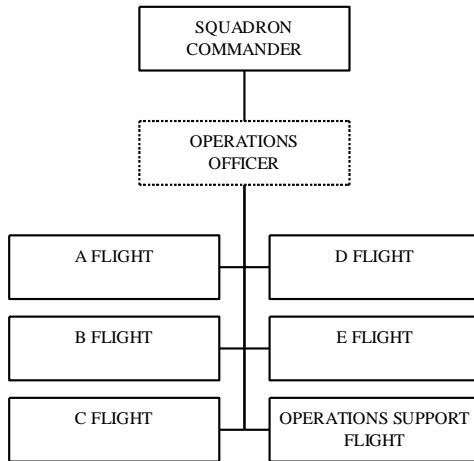 SQUADRON
COMMANDER
OPERATIONS
OFFICER
A FLIGHT
D FLIGHT
B FLIGHT
E FLIGHT
C FLIGHT
OPERATIONS SUPPORT
FLIGHT